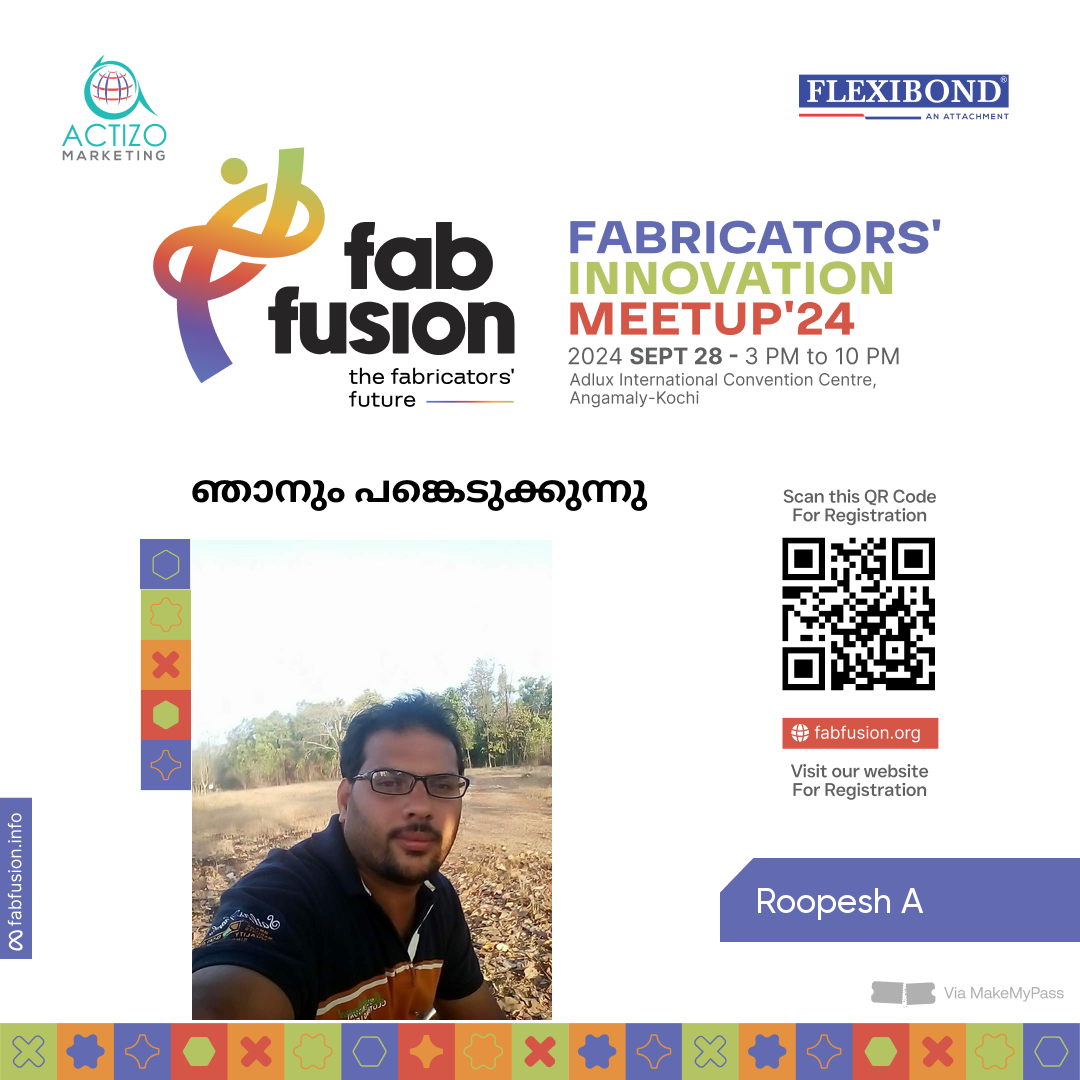 ACTIZO
MARKETING
FLEXIBOND®
AN ATTACHMENT
fab
fusion
the fabricators'
future
FABRICATORS'
INNOVATION
MEETUP'24
2024 SEPT 28 - 3 PM to 10 PM
Adlux International Convention Centre,
Angamaly-Kochi
ഞാനും പങ്കെടുക്കുന്നു
Scan this QR Code
For Registration
fabfusion.org
Visit our website
For Registration
fabfusion.info
Roopesh A
Via MakeMyPass